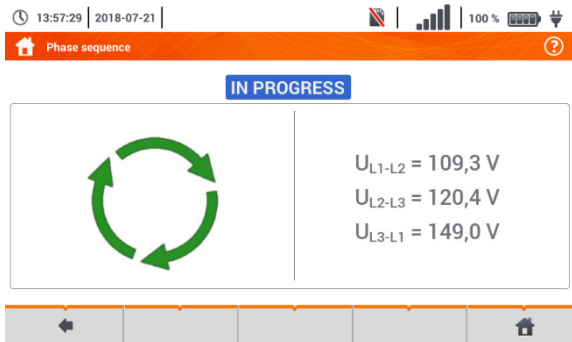 13:57:29 2018-07-21 100 %
Phase sequence ?
IN PROGRESS
UL1-L2 = 109,3 V
UL2-L3 = 120,4 V
UL3-L1 = 149,0 V